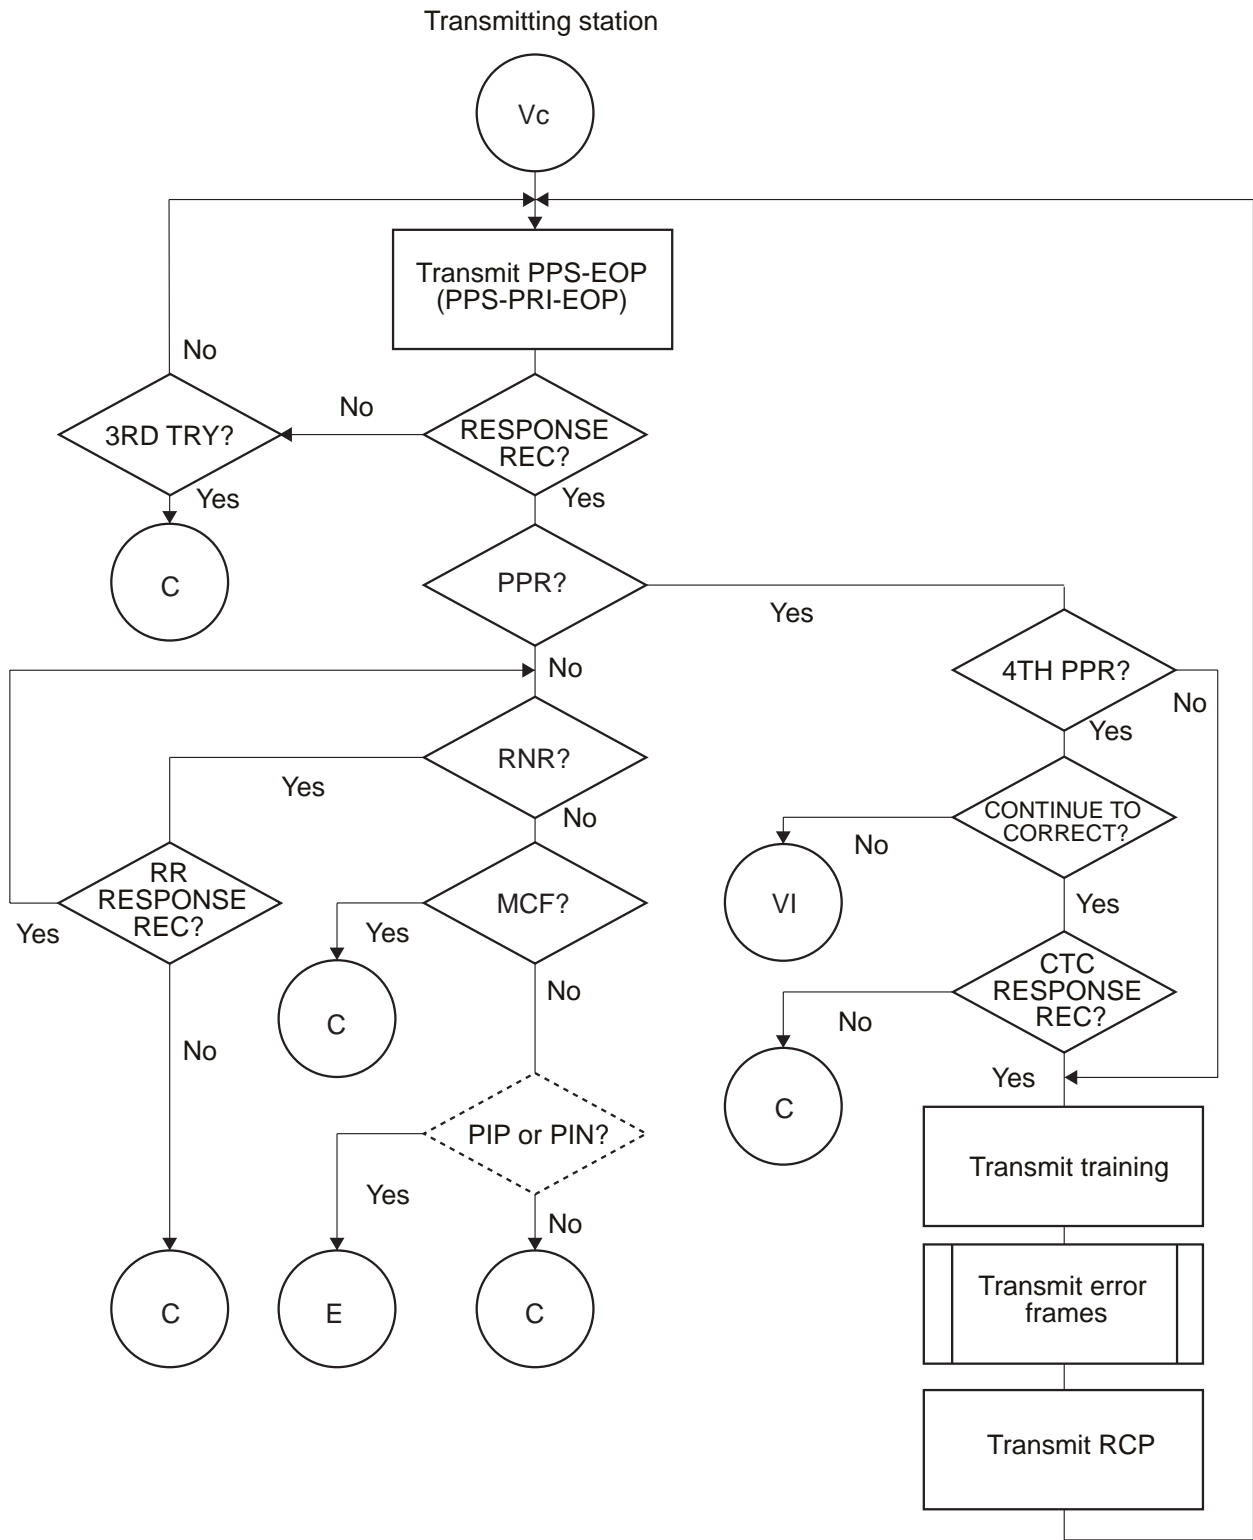 Transmitting station
Vc
Transmit PPS-EOP
(PPS-PRI-EOP)
No
3RD TRY?
No
RESPONSE
REC?
Yes
Yes
C
PPR?
Yes
No
4TH PPR?
No
Yes
RNR?
Yes
No
CONTINUE TO
CORRECT?
No
VI
Yes
RR
RESPONSE
REC?
Yes
MCF?
Yes
No
C
CTC
RESPONSE
REC?
No
Yes
C
No
PIP or PIN?
Yes
No
Transmit training
Transmit error
frames
C
E
C
Transmit RCP